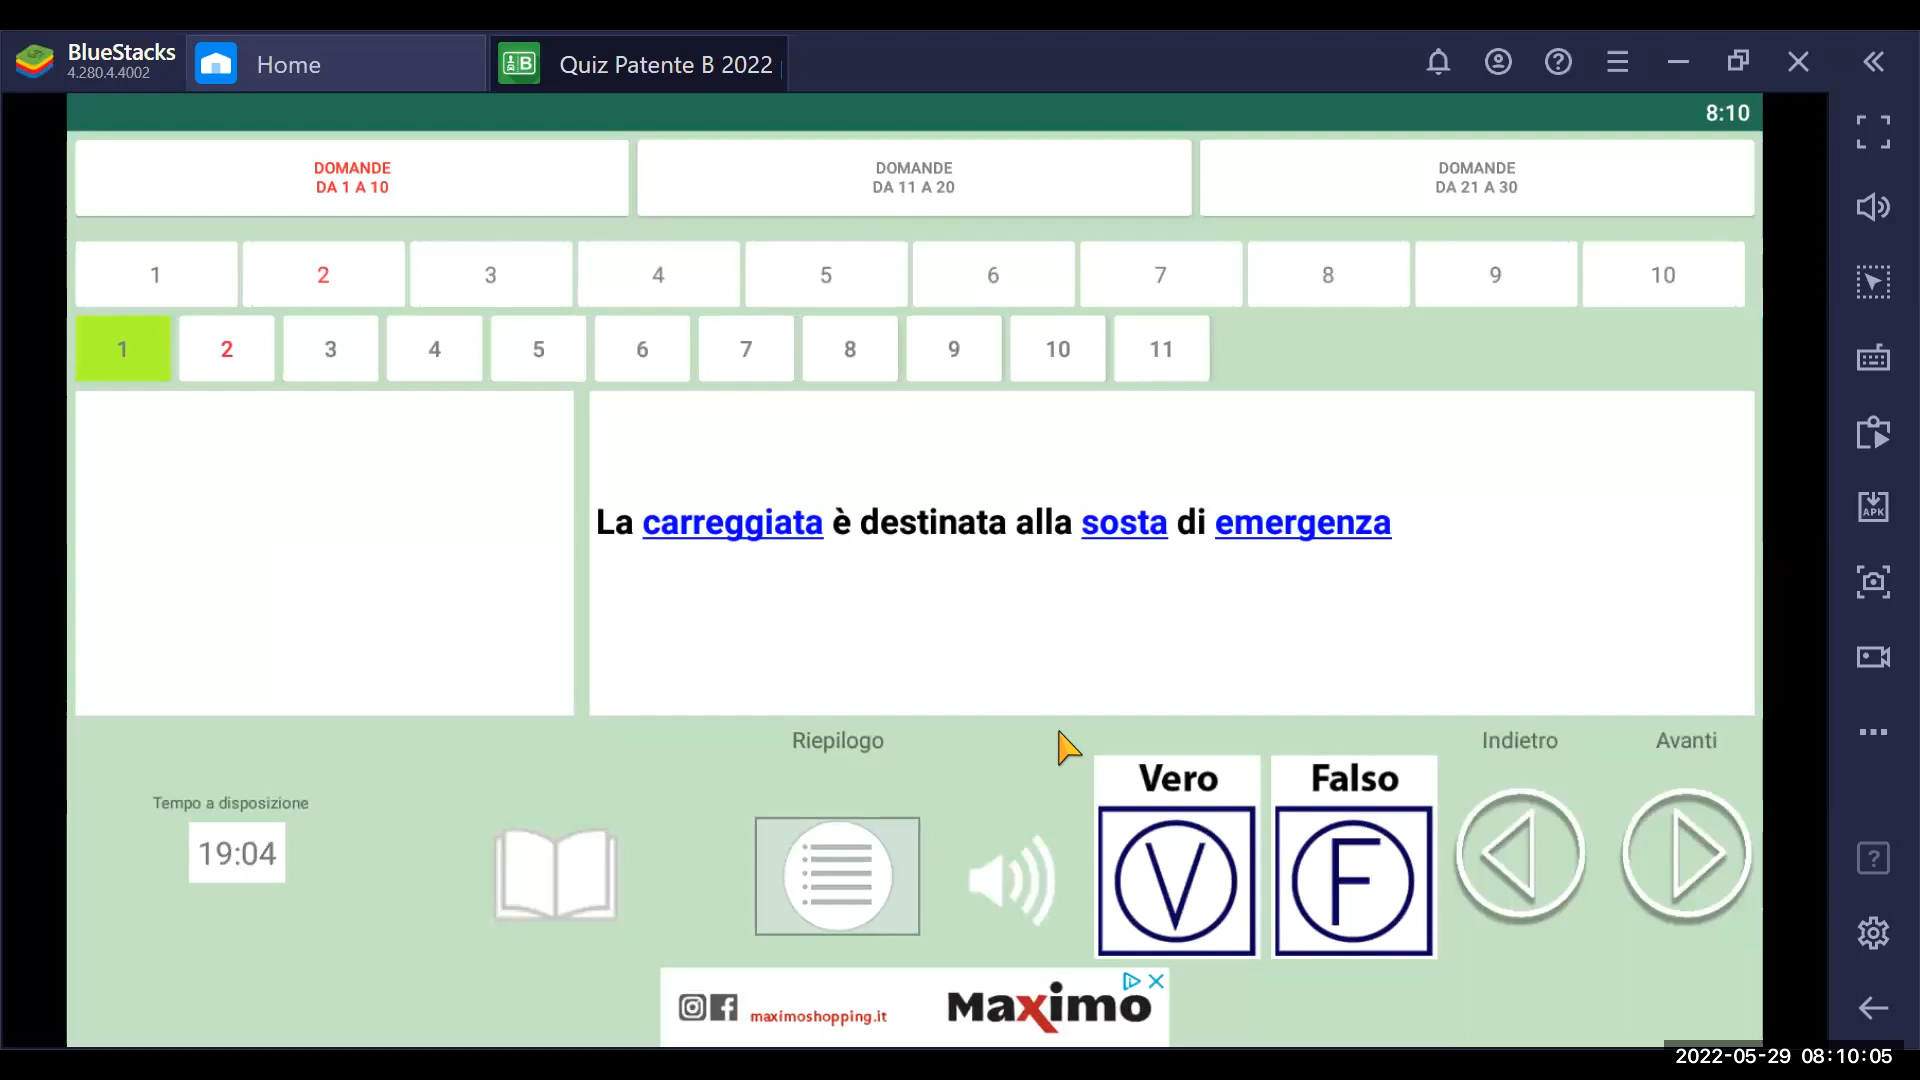 BlueStacks
4.280.4.4002
Home
Quiz Patente B 2022
8:10
DOMANDE
DA 1 A 10
DOMANDE
DA 11 A 20
DOMANDE
DA 21 A 30
1 2 3 4 5 6 7 8 9 10
1 2 3 4 5 6 7 8 9 10 11
La carreggiata è destinata alla sosta di emergenza
Riepilogo
Indietro
Avanti
Vero
Falso
V
F
Tempo a disposizione
19:04
maximoshopping.it
Maximo
APK
2022-05-29 08:10:05